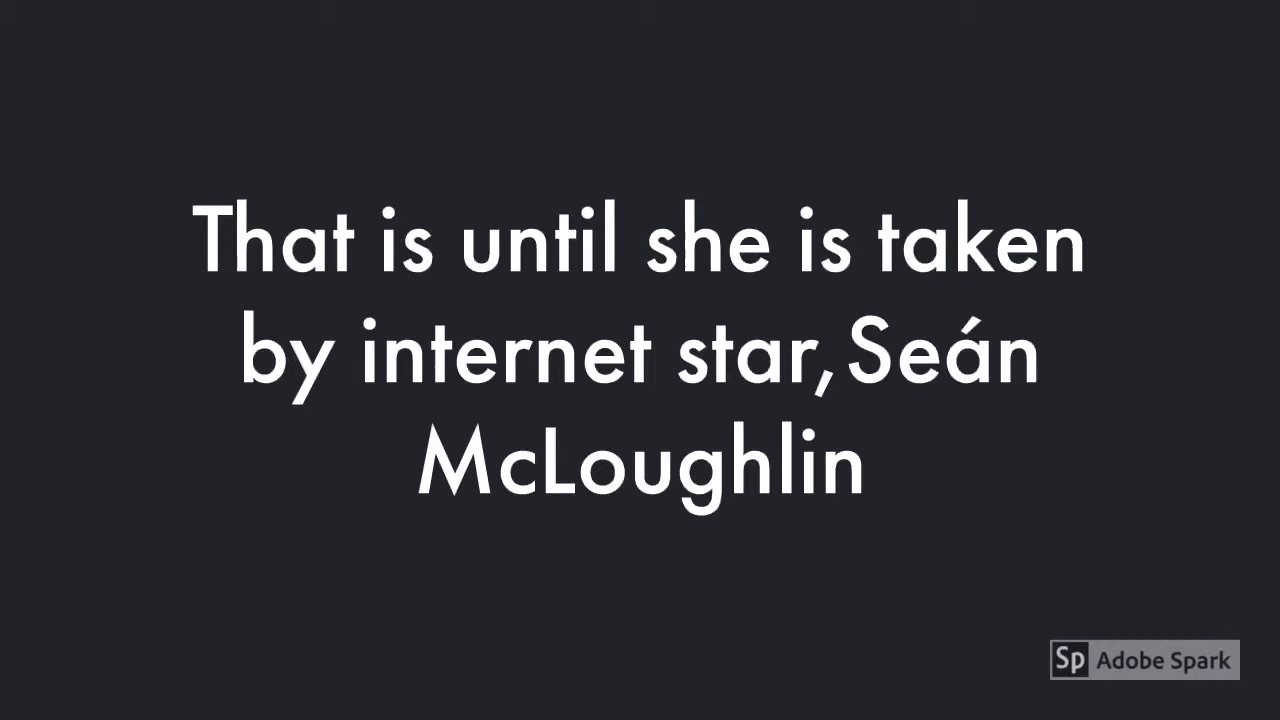 That is until she is taken
by internet star,Seán
McLoughlin
Sp Adobe Spark